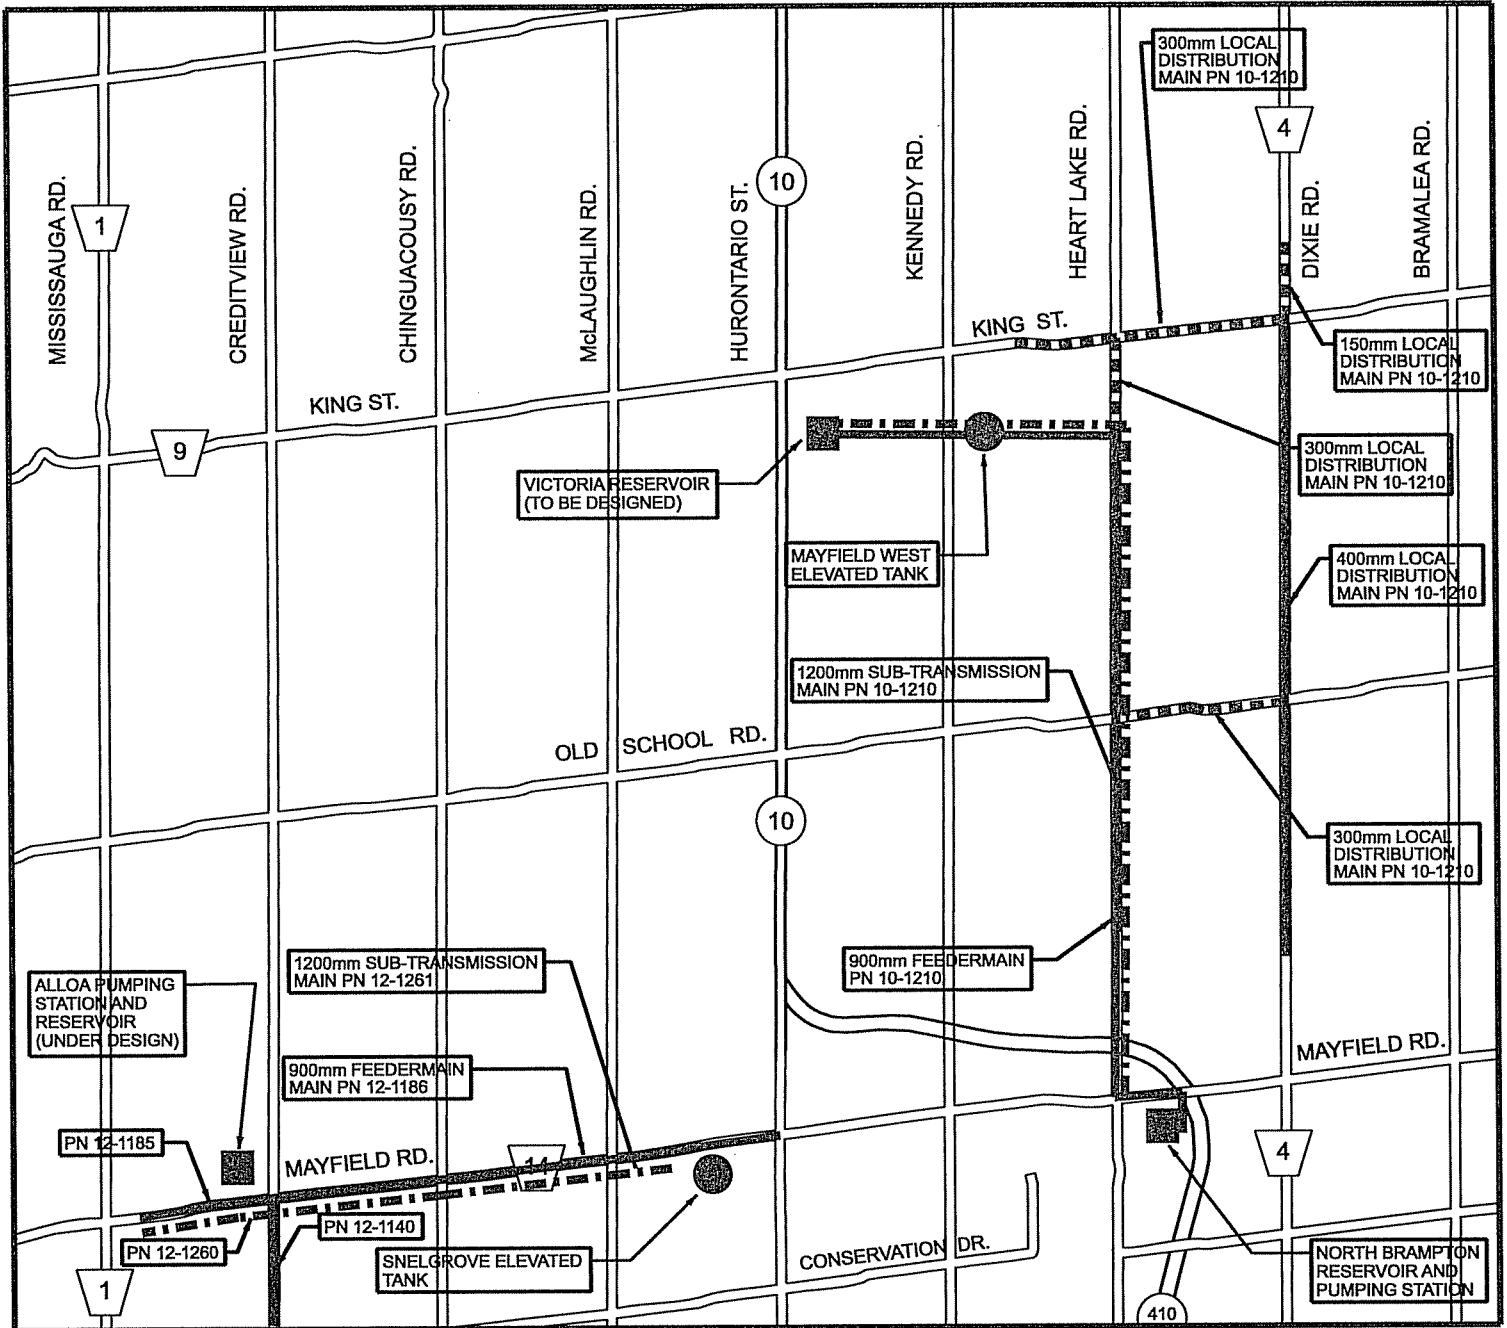 300mm LOCAL
DISTRIBUTION
MAIN PN 10-1210
4
10
1
MISSISSAUGA RD.
CREDITVIEW RD.
CHINGUACOUSY RD.
McLAUGHLIN RD.
HURONTARIO ST.
KENNEDY RD.
HEART LAKE RD.
DIXIE RD.
BRAMALEA RD.
KING ST.
150mm LOCAL
DISTRIBUTION
MAIN PN 10-1210
KING ST.
9
300mm LOCAL
DISTRIBUTION
MAIN PN 10-1210
VICTORIA RESERVOIR
(TO BE DESIGNED)
MAYFIELD WEST
ELEVATED TANK
400mm LOCAL
DISTRIBUTION
MAIN PN 10-1210
1200mm SUB-TRANSMISSION
MAIN PN 10-1210
OLD SCHOOL RD.
10
300mm LOCAL
DISTRIBUTION
MAIN PN 10-1210
1200mm SUB-TRANSMISSION
MAIN PN 12-1261
900mm FEEDERMAIN
PN 10-1210
ALLOA PUMPING
STATION AND
RESERVOIR
(UNDER DESIGN)
MAYFIELD RD.
900mm FEEDERMAIN
MAIN PN 12-1186
PN 12-1185
MAYFIELD RD.
14
4
PN 12-1140
PN 12-1260
SNELGROVE ELEVATED
TANK
CONSERVATION DR.
NORTH BRAMPTON
RESERVOIR AND
PUMPING STATION
1
410